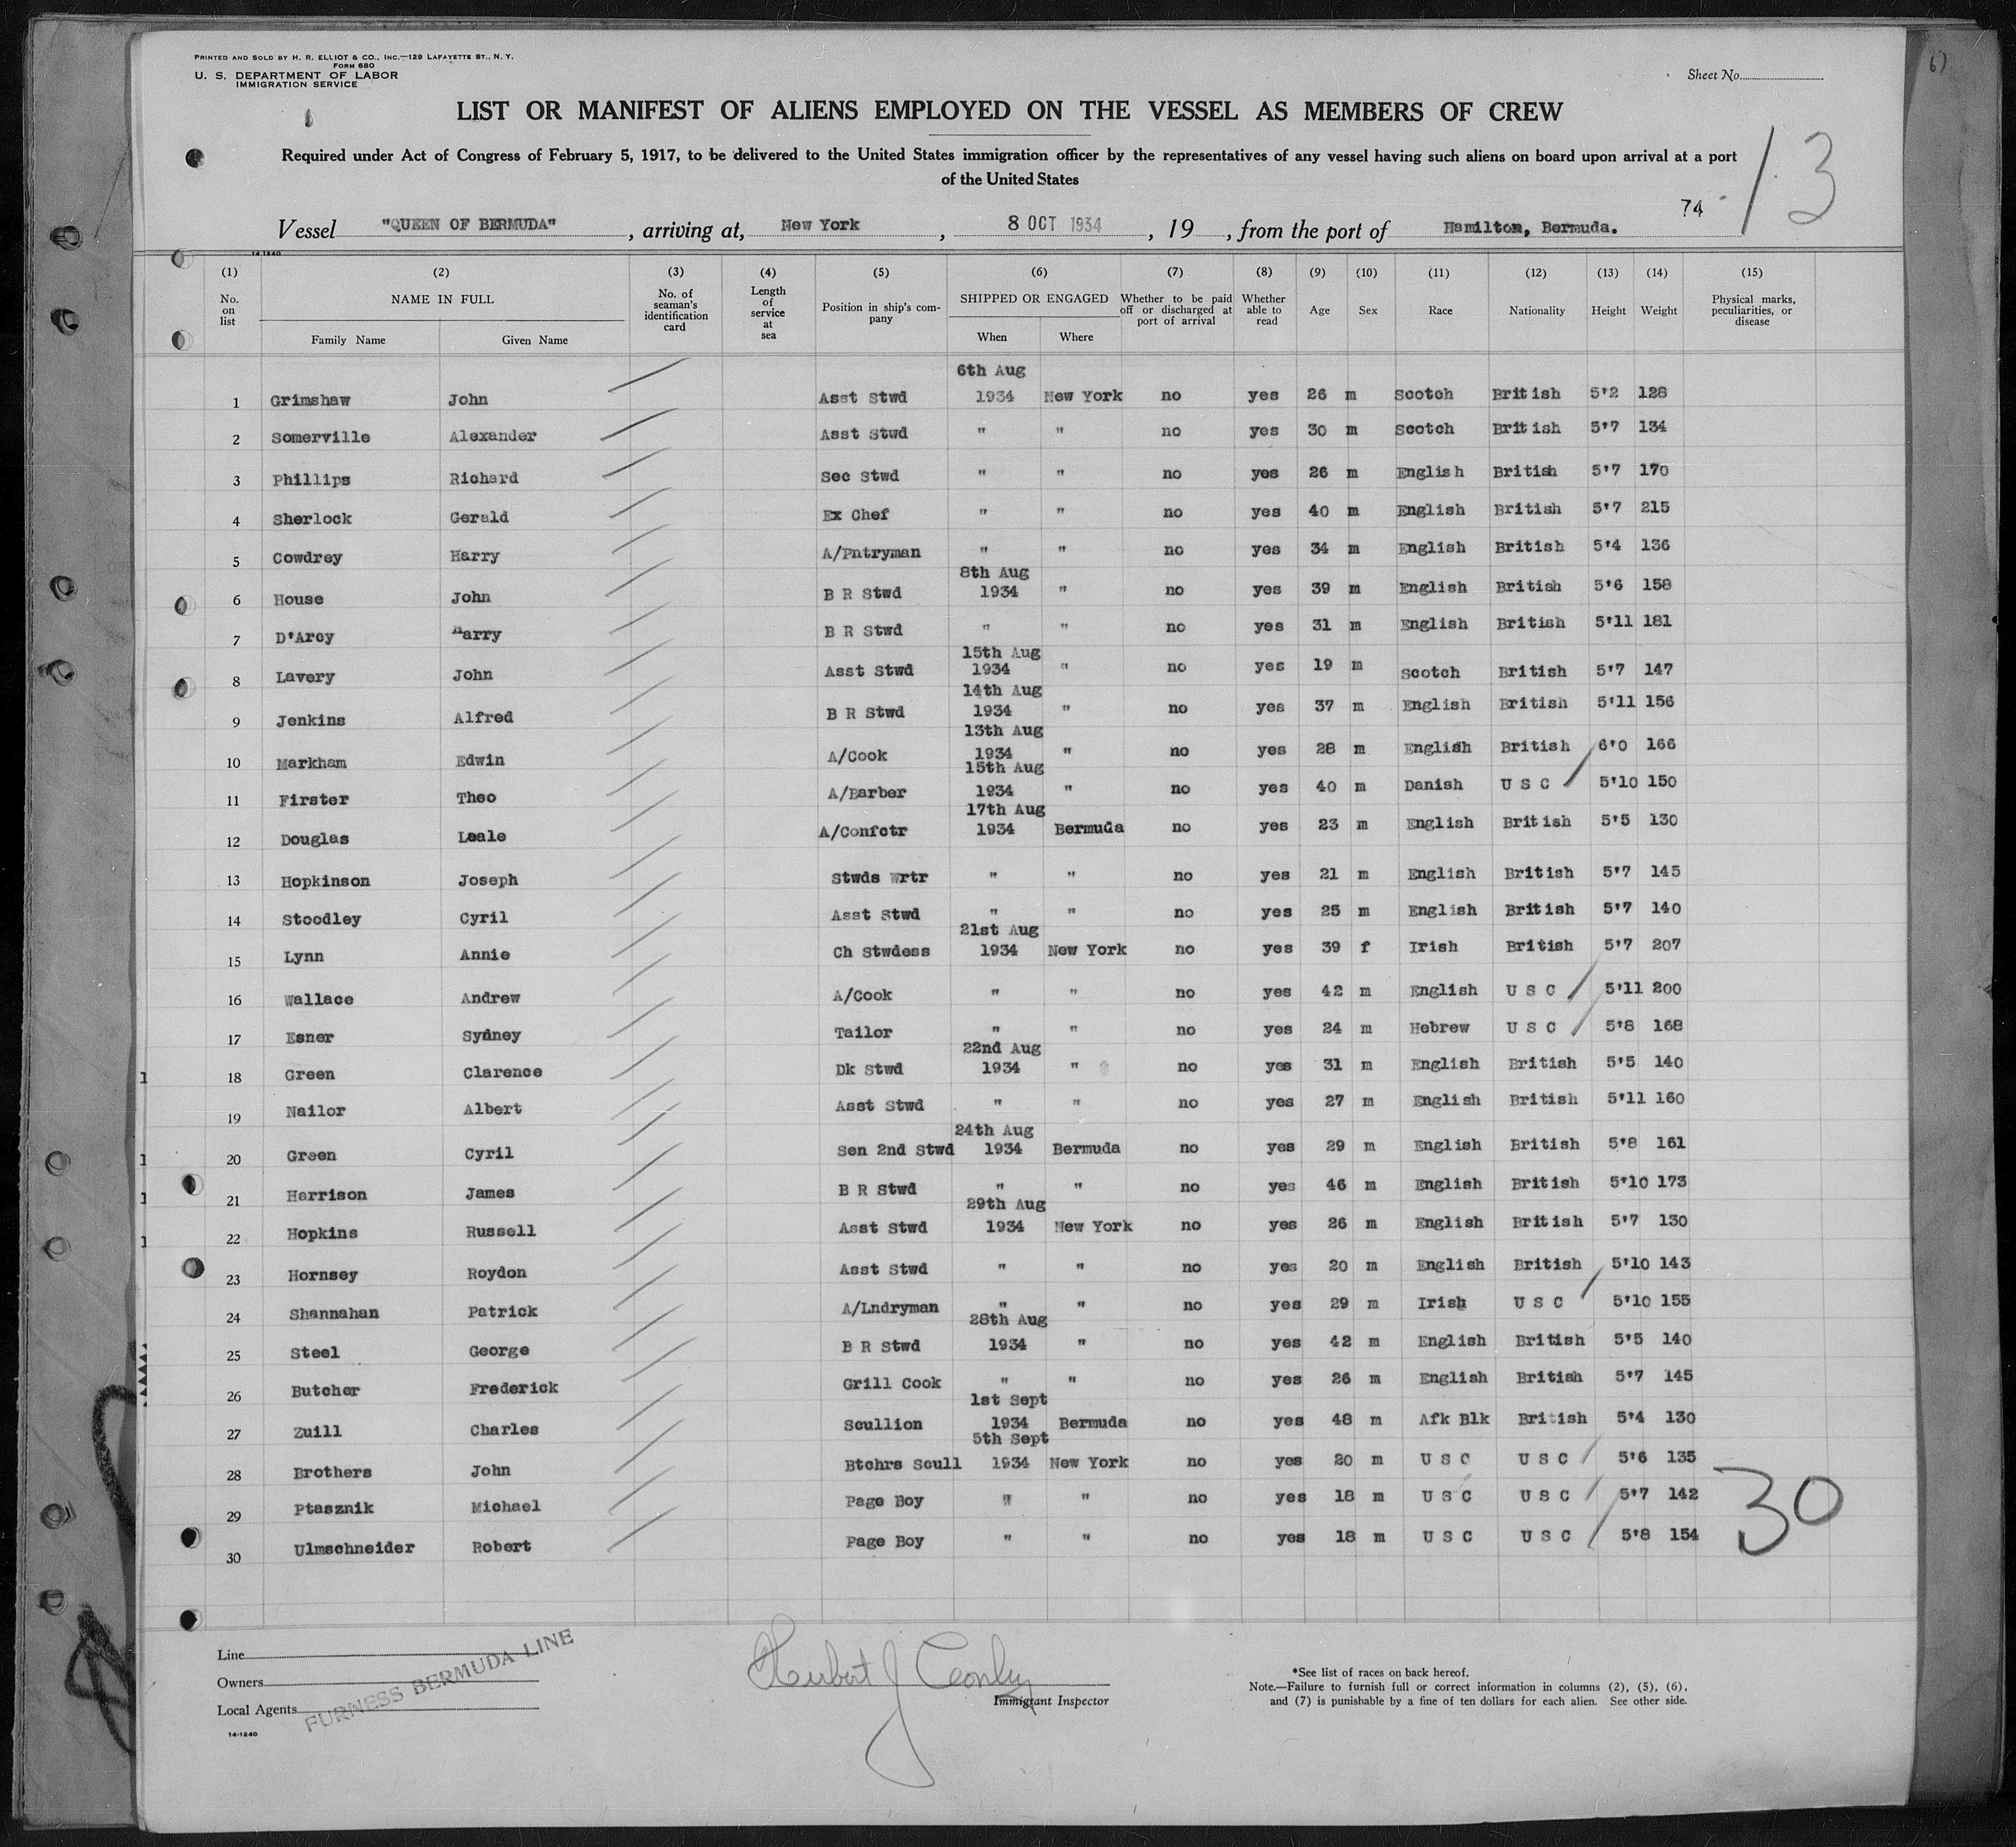 PRINTED AND SOLD BY H. R. ELLIOT & CO., INC.—129 LAFAYETTE ST., N. Y.
FORM 680
U. S. DEPARTMENT OF LABOR
IMMIGRATION SERVICE
Sheet No.
LIST OR MANIFEST OF ALIENS EMPLOYED ON THE VESSEL AS MEMBERS OF CREW
Required under Act of Congress of February 5, 1917, to be delivered to the United States immigration officer by the representatives of any vessel having such aliens on board upon arrival at a port
of the United States
13
74
Vessel "QUEEN OF BERMUDA", arriving at, New York, 8 OCT 1934, 19 , from the port of Hamilton, Bermuda.
14-1240
(1) (2) (3) (4) (5) (6) (7) (8) (9) (10) (11) (12) (13) (14) (15)
No. on list NAME IN FULL No. of seaman's identification card Length of service at sea Position in ship's company SHIPPED OR ENGAGED Whether to be paid off or discharged at port of arrival Whether able to read Age Sex Race Nationality Height Weight Physical marks, peculiarities, or disease
Family Name Given Name When Where
6th Aug
1 Grimshaw John Asst Stwd 1934 New York no yes 26 m Scotch British 5'2 128
2 Somerville Alexander Asst Stwd " " no yes 30 m Scotch British 5'7 134
3 Phillips Richard Sec Stwd " " no yes 26 m English British 5'7 170
4 Sherlock Gerald Ex Chef " " no yes 40 m English British 5'7 215
5 Cowdrey Harry A/Pntryman " " no yes 34 m English British 5'4 136
8th Aug
6 House John B R Stwd 1934 " no yes 39 m English British 5'6 158
7 D'Arcy Harry B R Stwd " " no yes 31 m English British 5'11 181
15th Aug
8 Lavery John Asst Stwd 1934 " no yes 19 m Scotch British 5'7 147
14th Aug
9 Jenkins Alfred B R Stwd 1934 " no yes 37 m English British 5'11 156
13th Aug
10 Markham Edwin A/Cook 1934 " no yes 28 m English British 6'0 166
15th Aug
11 Firster Theo A/Barber 1934 " no yes 40 m Danish U S C 5'10 150
17th Aug
12 Douglas Leale A/Confctr 1934 Bermuda no yes 23 m English British 5'5 130
13 Hopkinson Joseph Stwds Wrtr " " no yes 21 m English British 5'7 145
14 Stoodley Cyril Asst Stwd " " no yes 25 m English British 5'7 140
21st Aug
15 Lynn Annie Ch Stwdess 1934 New York no yes 39 f Irish British 5'7 207
16 Wallace Andrew A/Cook " " no yes 42 m English U S C 5'11 200
17 Esner Sydney Tailor " " no yes 24 m Hebrew U S C 5'8 168
22nd Aug
18 Green Clarence Dk Stwd 1934 " no yes 31 m English British 5'5 140
19 Nailor Albert Asst Stwd " " no yes 27 m English British 5'11 160
24th Aug
20 Green Cyril Sen 2nd Stwd 1934 Bermuda no yes 29 m English British 5'8 161
21 Harrison James B R Stwd " " no yes 46 m English British 5'10 173
29th Aug
22 Hopkins Russell Asst Stwd 1934 New York no yes 26 m English British 5'7 130
23 Hornsey Roydon Asst Stwd " " no yes 20 m English British 5'10 143
24 Shannahan Patrick A/Lndryman " " no yes 29 m Irish U S C 5'10 155
28th Aug
25 Steel George B R Stwd 1934 " no yes 42 m English British 5'5 140
26 Butcher Frederick Grill Cook " " no yes 26 m English British 5'7 145
1st Sept
27 Zuill Charles Scullion 1934 Bermuda no yes 48 m Afk Blk British 5'4 130
5th Sept
28 Brothers John Btchrs Scull 1934 New York no yes 20 m U S C U S C 5'6 135
29 Ptasznik Michael Page Boy " " no yes 18 m U S C U S C 5'7 142
30 Ulmschneider Robert Page Boy " " no yes 18 m U S C U S C 5'8 154
30
Line
Owners
Local Agents
FURNESS BERMUDA LINE
14-1240
Herbert J Conly
Immigrant Inspector
*See list of races on back hereof.
Note.—Failure to furnish full or correct information in columns (2), (5), (6), and (7) is punishable by a fine of ten dollars for each alien. See other side.